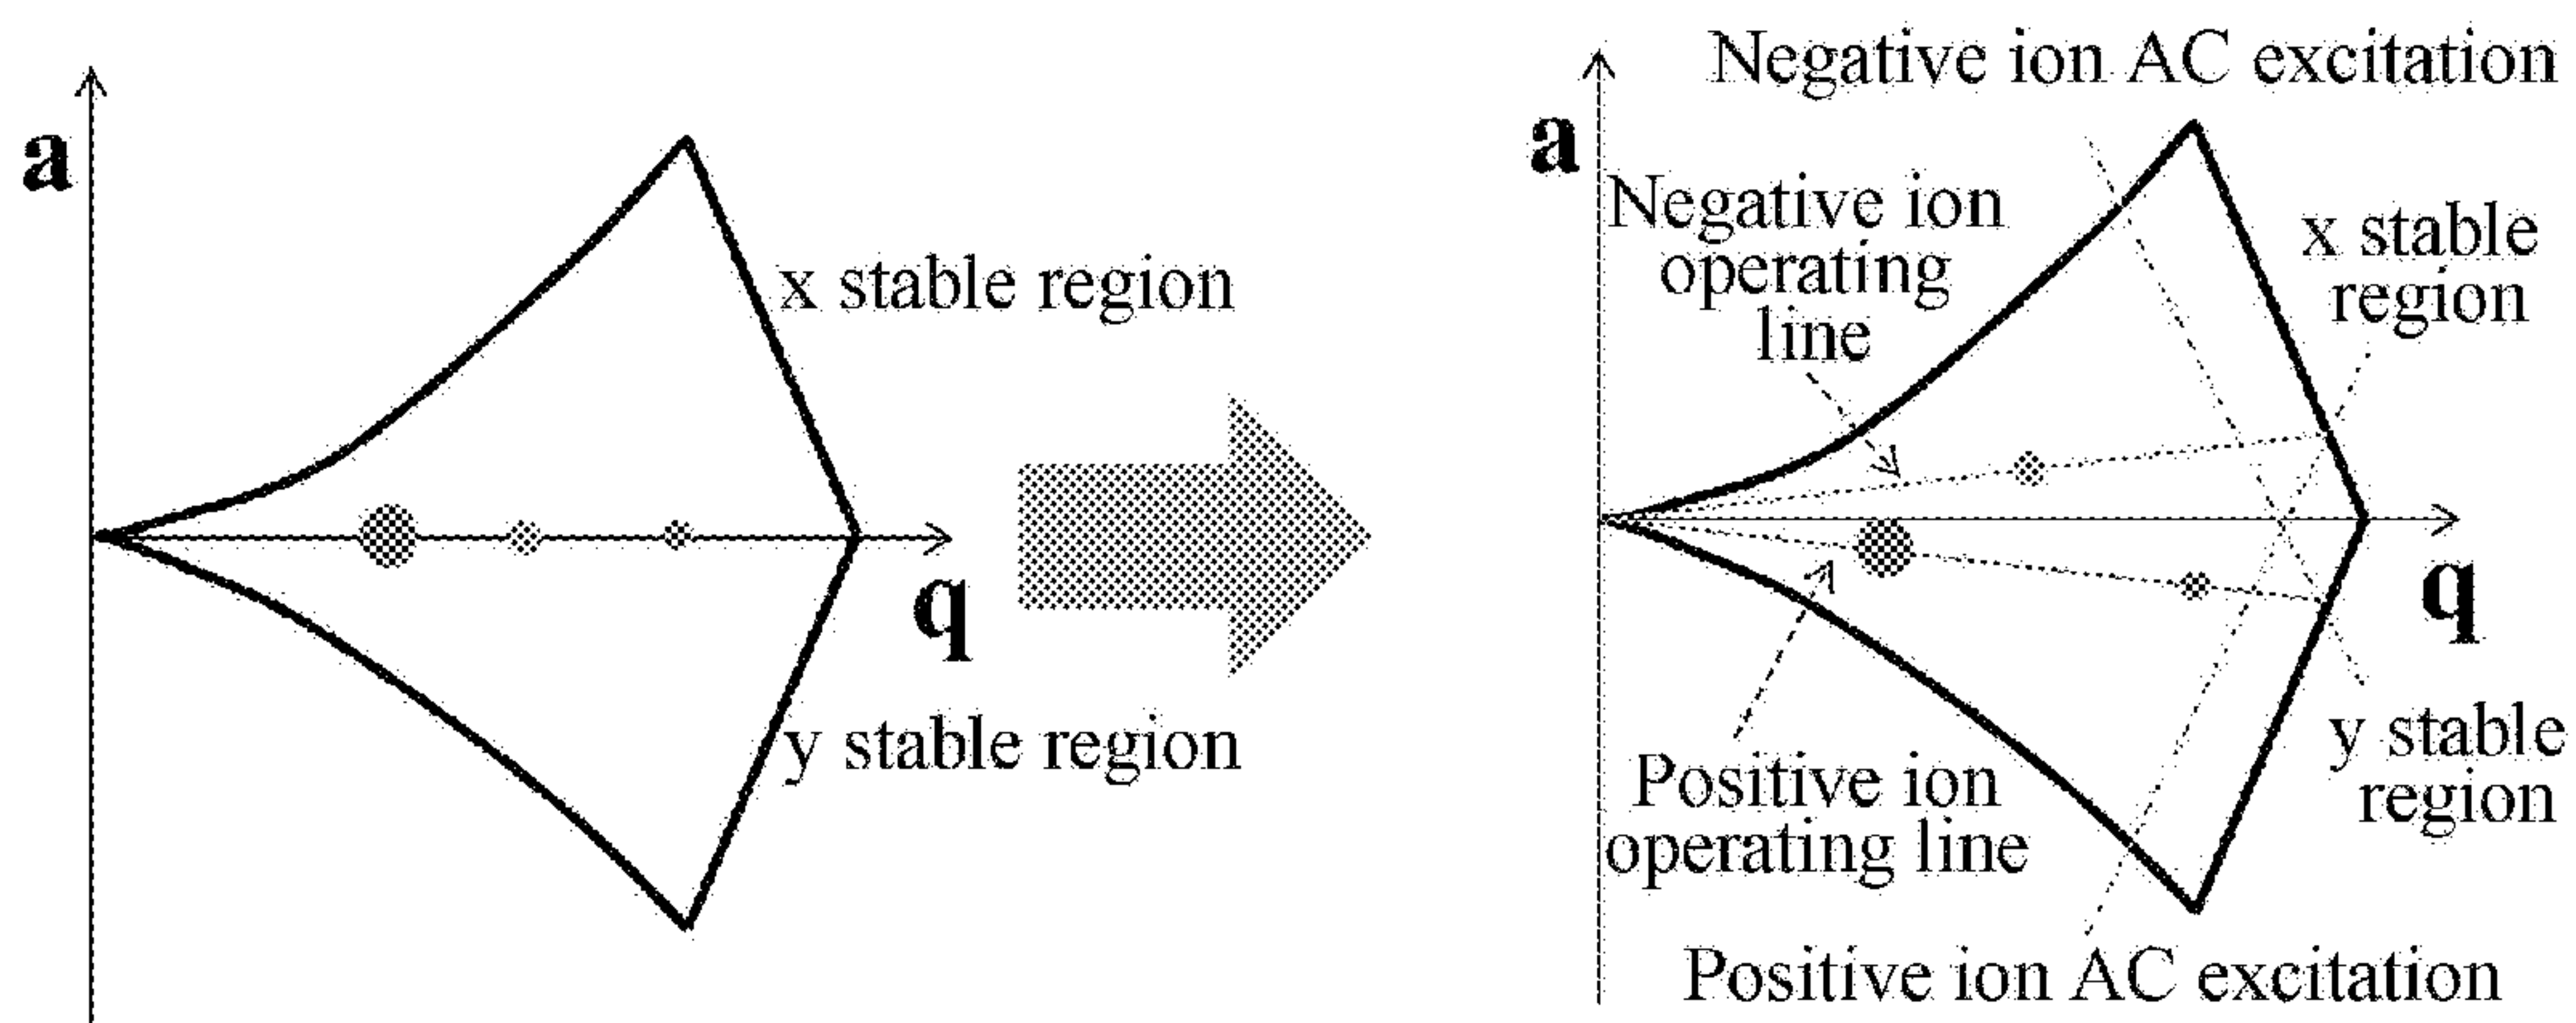 a
x stable region
q
y stable region
Negative ion AC excitation
a
Negative ion
operating
line
x stable
region
q
y stable
region
Positive ion
operating line
Positive ion AC excitation